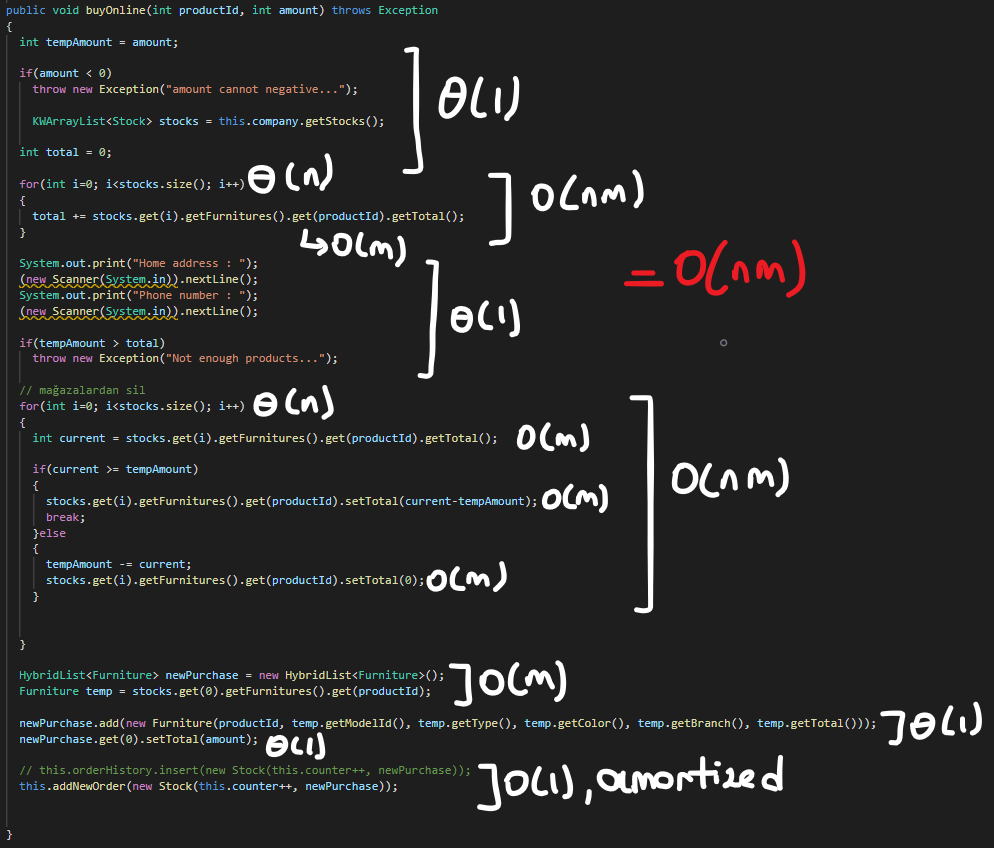 public void buyOnline(int productId, int amount) throws Exception
{
int tempAmount = amount;
if(amount < 0)
throw new Exception("amount cannot negative...");
θ(1)
KWArrayList<Stock> stocks = this.company.getStocks();
int total = 0;
for(int i=0; i<stocks.size(); i++) θ(n)
{
total += stocks.get(i).getFurnitures().get(productId).getTotal();
O(nm)
}
↳O(m)
System.out.print("Home address : ");
(new Scanner(System.in)).nextLine();
= O(nm)
System.out.print("Phone number : ");
(new Scanner(System.in)).nextLine();
θ(1)
if(tempAmount > total)
throw new Exception("Not enough products...");
// mağazalardan sil
for(int i=0; i<stocks.size(); i++) θ(n)
{
int current = stocks.get(i).getFurnitures().get(productId).getTotal(); O(m)
if(current >= tempAmount)
O(nm)
{
stocks.get(i).getFurnitures().get(productId).setTotal(current-tempAmount); O(m)
break;
}else
{
tempAmount -= current;
stocks.get(i).getFurnitures().get(productId).setTotal(0); O(m)
}
}
HybridList<Furniture> newPurchase = new HybridList<Furniture>();
O(m)
Furniture temp = stocks.get(0).getFurnitures().get(productId);
newPurchase.add(new Furniture(productId, temp.getModelId(), temp.getType(), temp.getColor(), temp.getBranch(), temp.getTotal())); θ(1)
newPurchase.get(0).setTotal(amount); θ(1)
// this.orderHistory.insert(new Stock(this.counter++, newPurchase));
this.addNewOrder(new Stock(this.counter++, newPurchase)); O(1), amortized
}